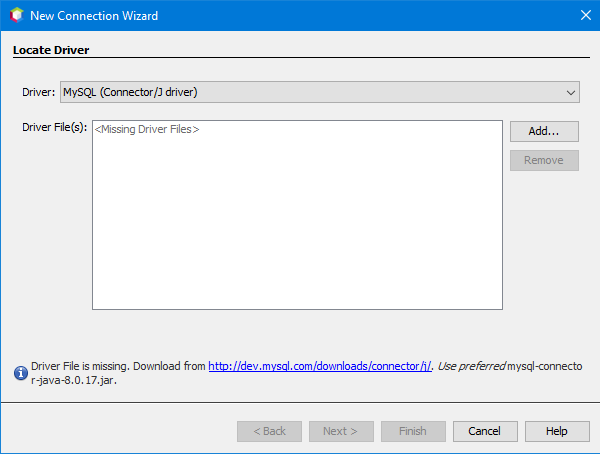 New Connection Wizard
Locate Driver
Driver: MySQL (Connector/J driver)
Driver File(s): <Missing Driver Files>
Add...
Remove
Driver File is missing. Download from http://dev.mysql.com/downloads/connector/j/. Use preferred mysql-connecto
r-java-8.0.17.jar.
< Back Next > Finish Cancel Help